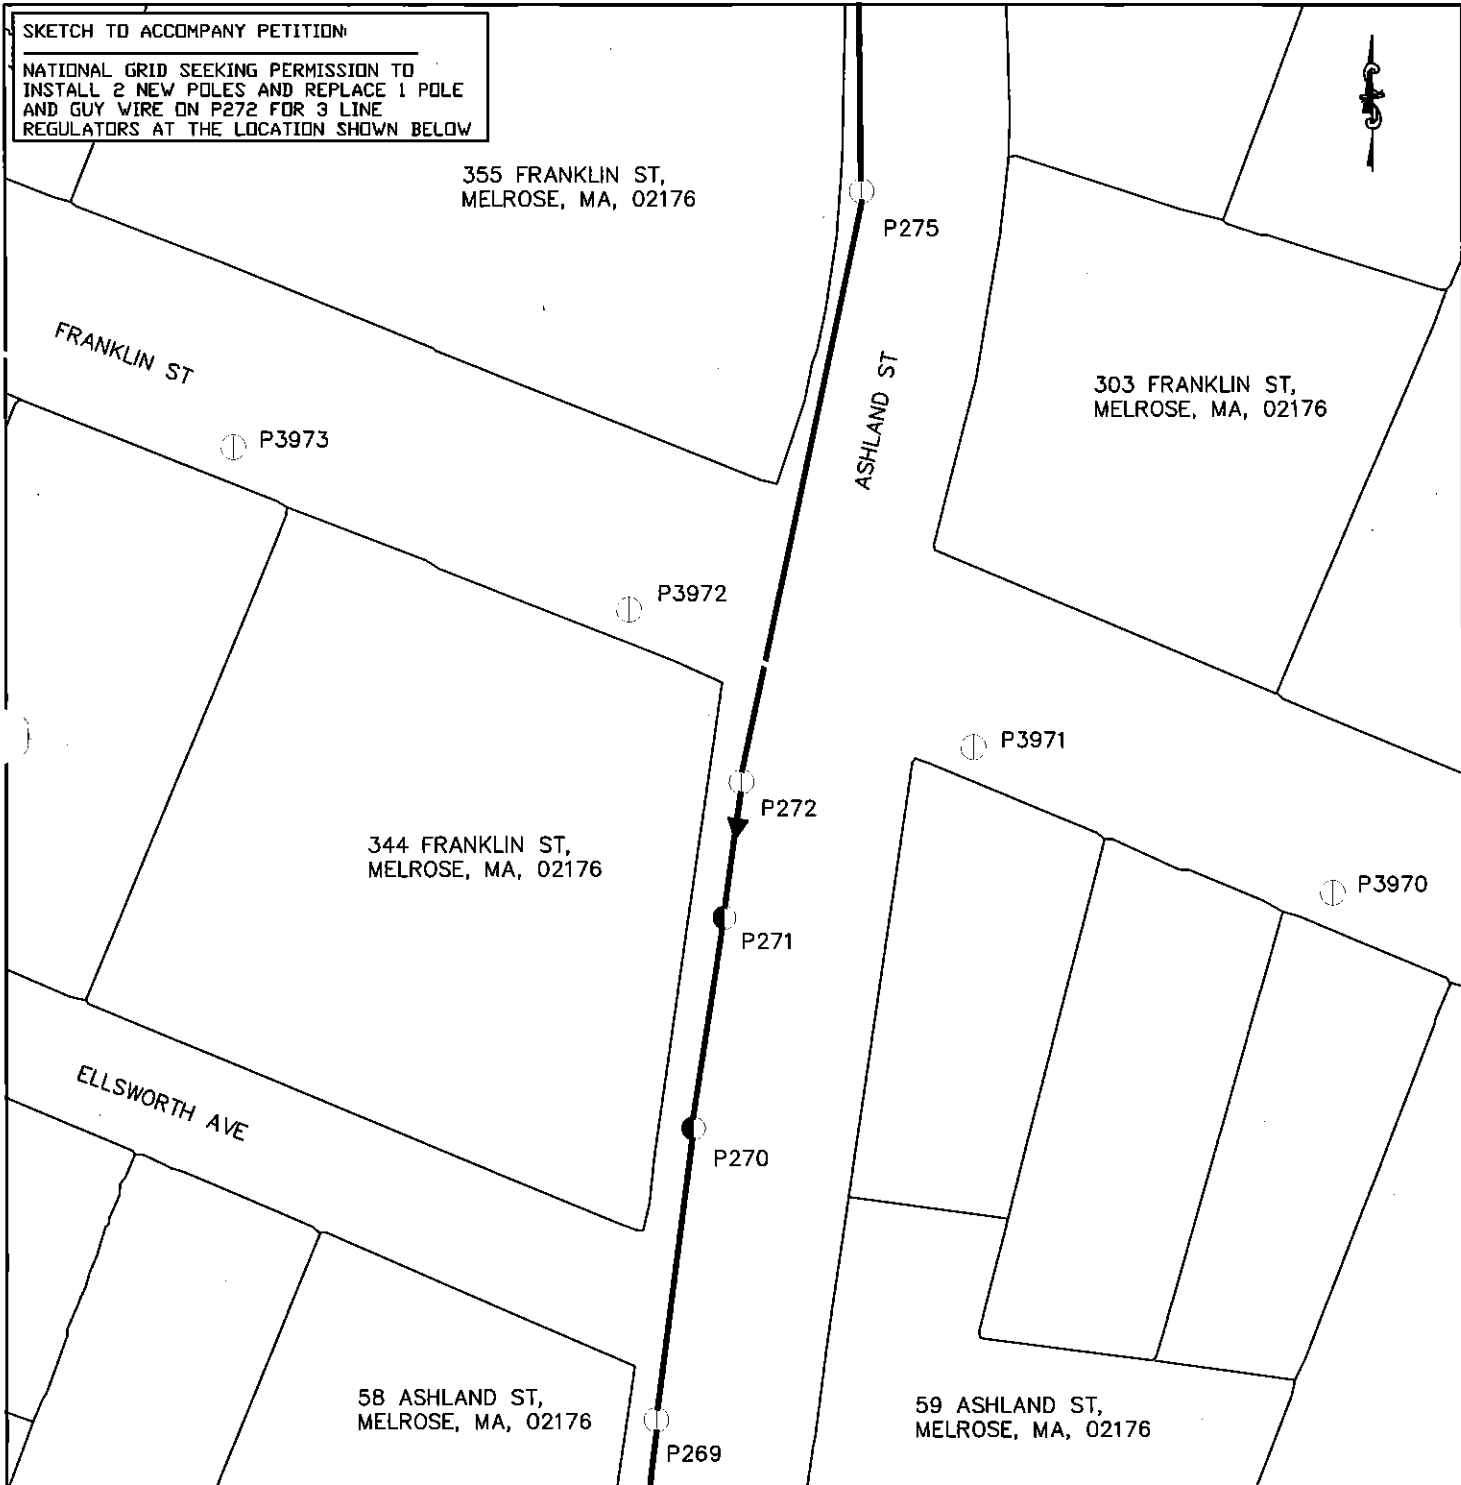 SKETCH TO ACCOMPANY PETITION:
NATIONAL GRID SEEKING PERMISSION TO
INSTALL 2 NEW POLES AND REPLACE 1 POLE
AND GUY WIRE ON P272 FOR 3 LINE
REGULATORS AT THE LOCATION SHOWN BELOW
355 FRANKLIN ST,
MELROSE, MA, 02176
P275
FRANKLIN ST
ASHLAND ST
303 FRANKLIN ST,
MELROSE, MA, 02176
P3973
P3972
P3971
P272
344 FRANKLIN ST,
MELROSE, MA, 02176
P3970
P271
ELLSWORTH AVE
P270
58 ASHLAND ST,
MELROSE, MA, 02176
59 ASHLAND ST,
MELROSE, MA, 02176
P269